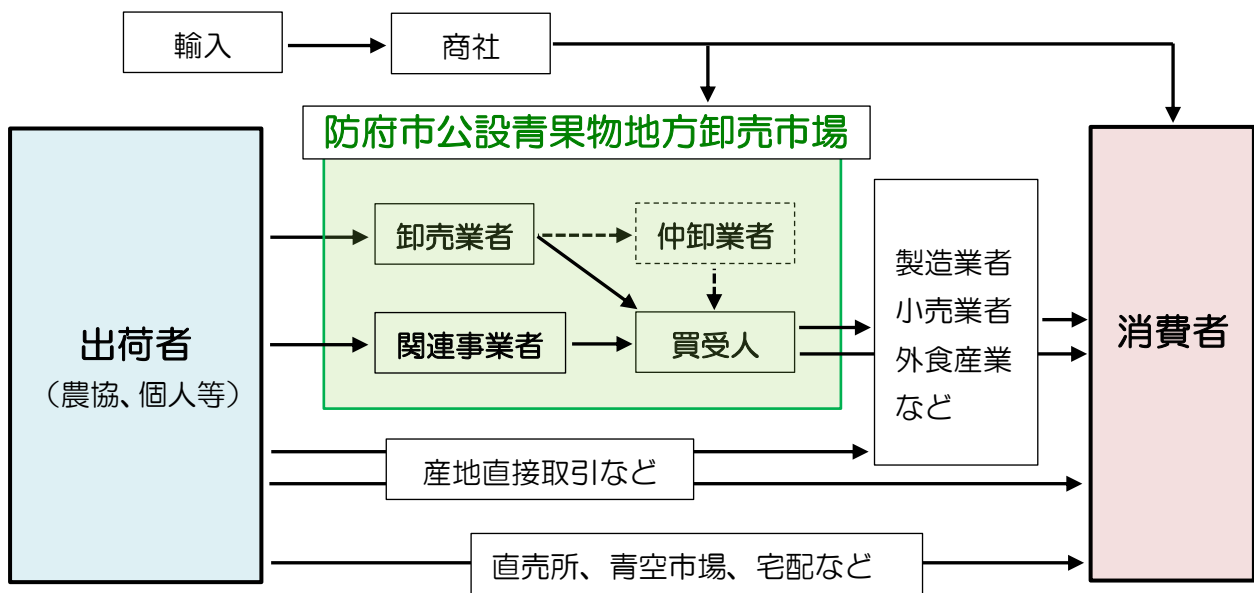 輸入
商社
防府市公設青果物地方卸売市場
卸売業者
仲卸業者
関連事業者
買受人
出荷者
（農協、個人等）
製造業者
小売業者
外食産業
など
消費者
産地直接取引など
直売所、青空市場、宅配など